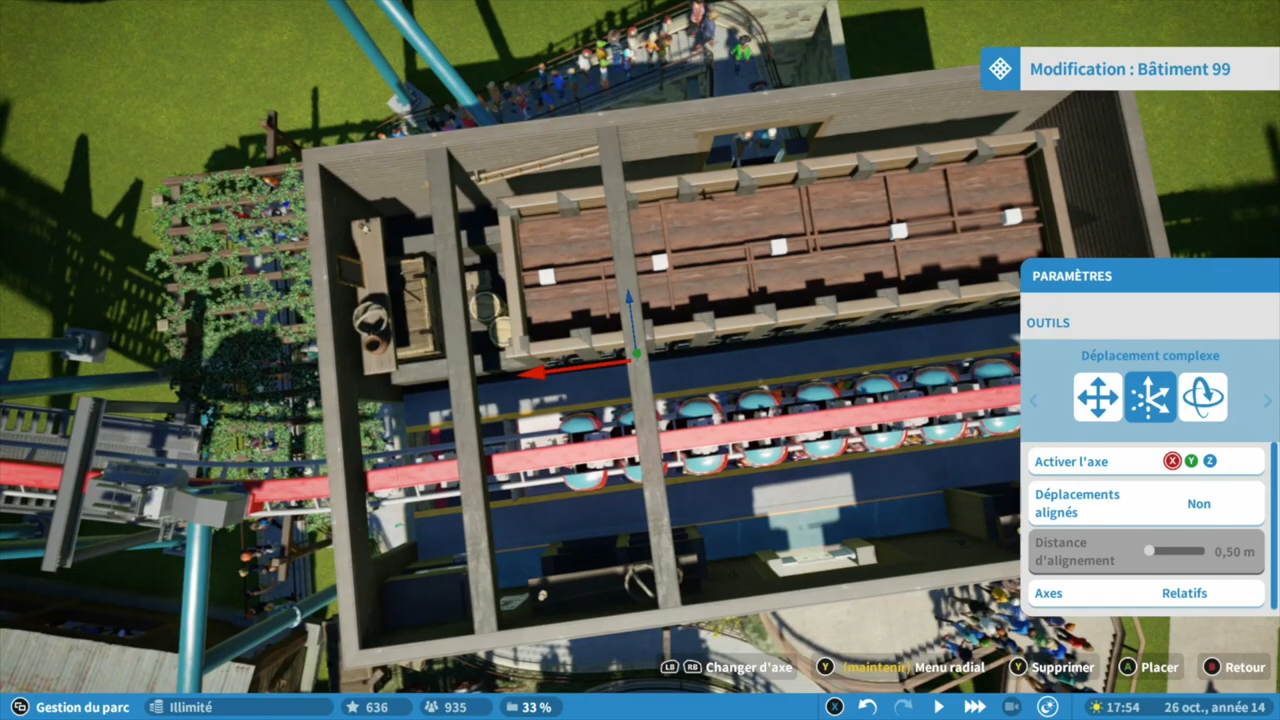 Modification : Bâtiment 99
PARAMÈTRES
OUTILS
Déplacement complexe
Activer l'axe X Y Z
Déplacements alignés Non
Distance d'alignement 0,50 m
Axes Relatifs
LB RB Changer d'axe Y (maintenir) Menu radial Y Supprimer A Placer B Retour
Gestion du parc Illimité 636 935 33 % X 17:54 26 oct., année 14